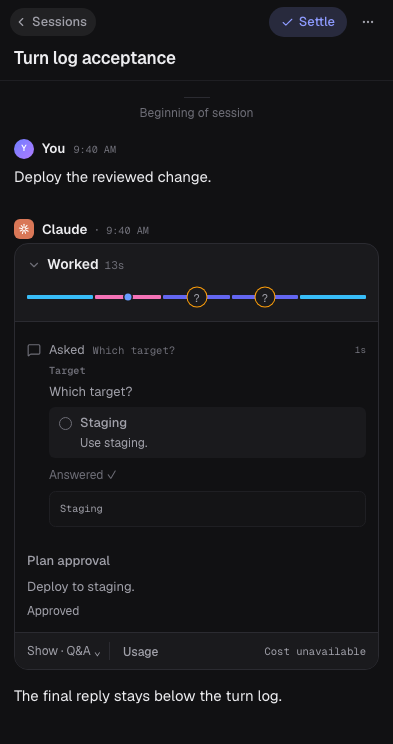 Sessions
Settle
Turn log acceptance
Beginning of session
Y You 9:40 AM
Deploy the reviewed change.
Claude · 9:40 AM
Worked 13s
? ?
Asked Which target? 1s
Target
Which target?
Staging
Use staging.
Answered ✓
Staging
Plan approval
Deploy to staging.
Approved
Show · Q&A Usage Cost unavailable
The final reply stays below the turn log.